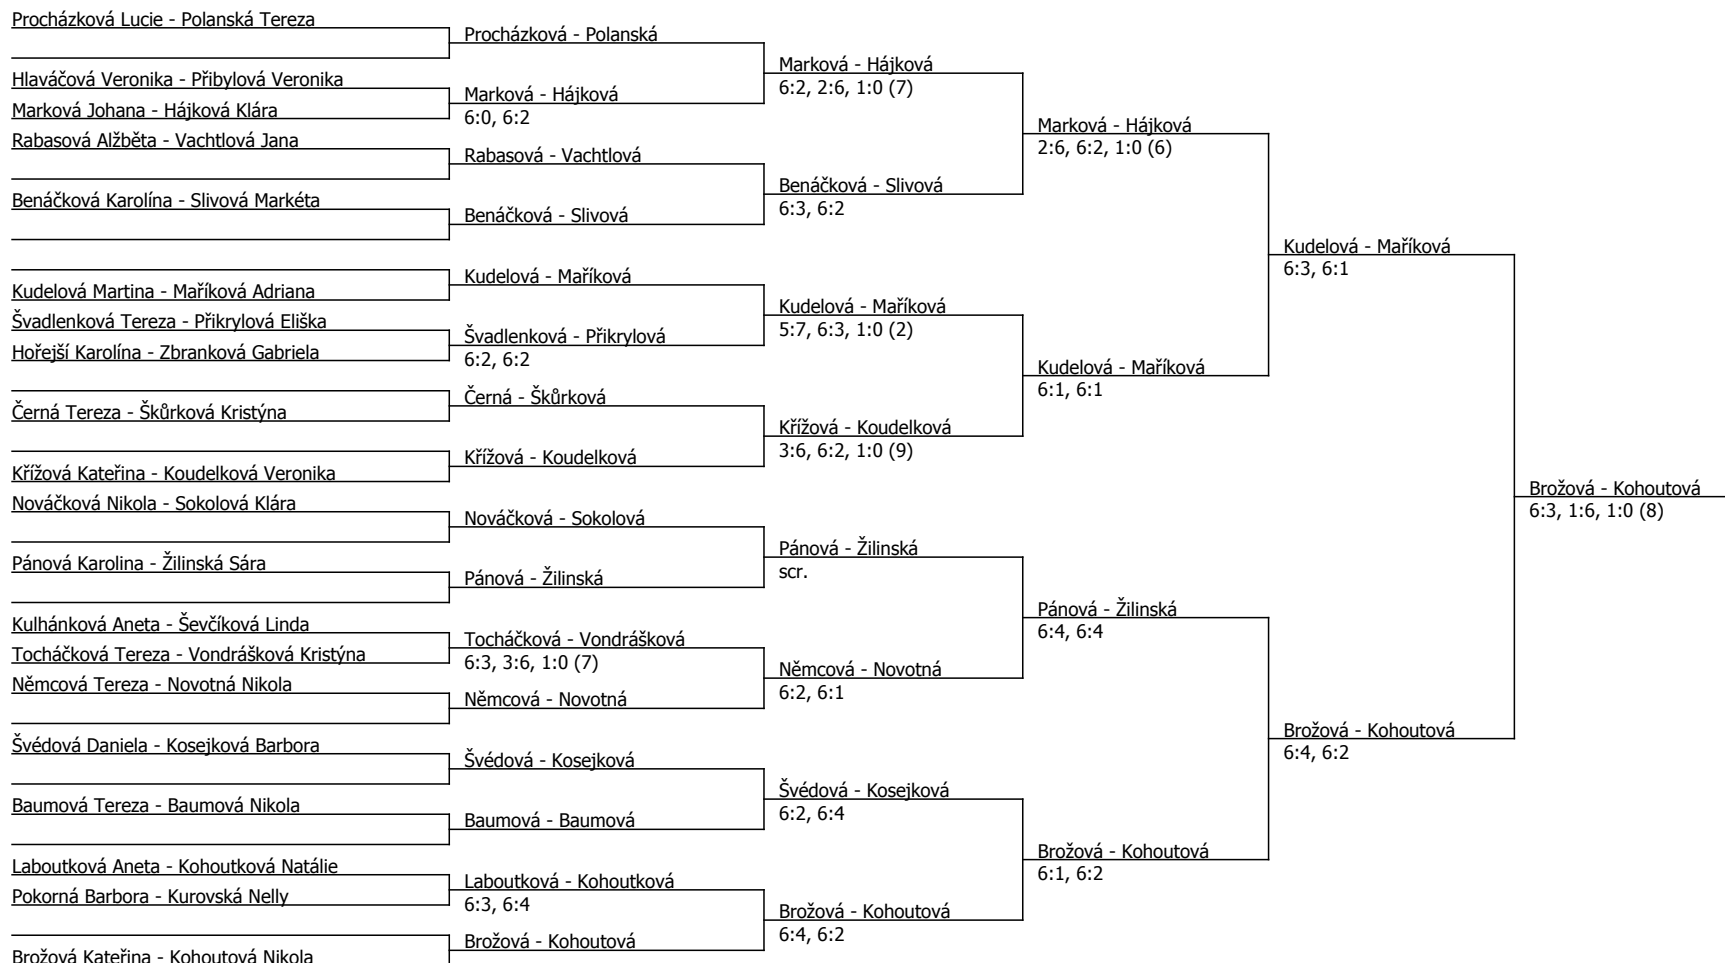 Procházková Lucie - Polanská Tereza
Hlaváčová Veronika - Přibylová Veronika
Marková Johana - Hájková Klára
Rabasová Alžběta - Vachtlová Jana
Benáčková Karolína - Slivová Markéta
Kudelová Martina - Maříková Adriana
Švadlenková Tereza - Přikrylová Eliška
Hořejší Karolína - Zbranková Gabriela
Černá Tereza - Škůrková Kristýna
Křížová Kateřina - Koudelková Veronika
Nováčková Nikola - Sokolová Klára
Pánová Karolina - Žilinská Sára
Kulhánková Aneta - Ševčíková Linda
Tocháčková Tereza - Vondrášková Kristýna
Němcová Tereza - Novotná Nikola
Švédová Daniela - Kosejková Barbora
Baumová Tereza - Baumová Nikola
Laboutková Aneta - Kohoutková Natálie
Pokorná Barbora - Kurovská Nelly
Brožová Kateřina - Kohoutová Nikola
Procházková - Polanská
Marková - Hájková
6:0, 6:2
Rabasová - Vachtlová
Benáčková - Slivová
Kudelová - Maříková
Švadlenková - Přikrylová
6:2, 6:2
Černá - Škůrková
Křížová - Koudelková
Nováčková - Sokolová
Pánová - Žilinská
Tocháčková - Vondrášková
6:3, 3:6, 1:0 (7)
Němcová - Novotná
Švédová - Kosejková
Baumová - Baumová
Laboutková - Kohoutková
6:3, 6:4
Brožová - Kohoutová
Marková - Hájková
6:2, 2:6, 1:0 (7)
Benáčková - Slivová
6:3, 6:2
Kudelová - Maříková
5:7, 6:3, 1:0 (2)
Křížová - Koudelková
3:6, 6:2, 1:0 (9)
Pánová - Žilinská
scr.
Němcová - Novotná
6:2, 6:1
Švédová - Kosejková
6:2, 6:4
Brožová - Kohoutová
6:4, 6:2
Marková - Hájková
2:6, 6:2, 1:0 (6)
Kudelová - Maříková
6:1, 6:1
Pánová - Žilinská
6:4, 6:4
Brožová - Kohoutová
6:1, 6:2
Kudelová - Maříková
6:3, 6:1
Brožová - Kohoutová
6:4, 6:2
Brožová - Kohoutová
6:3, 1:6, 1:0 (8)